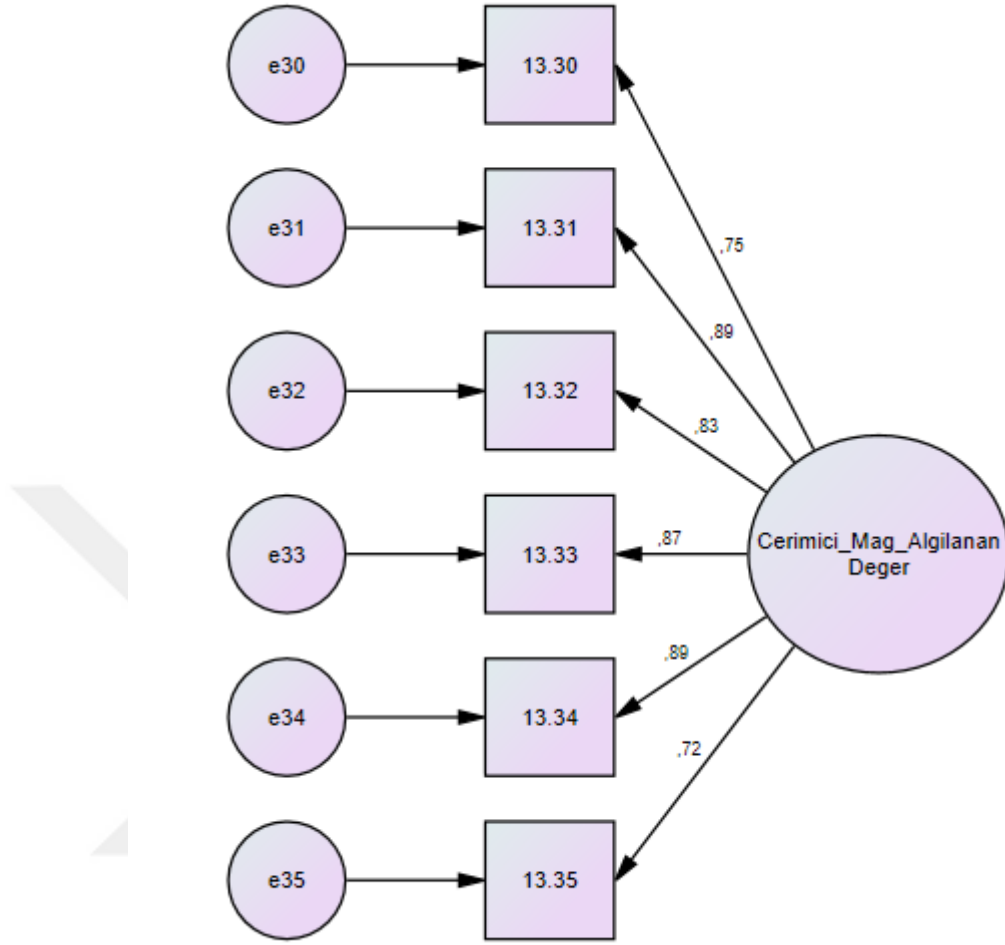 e30
13.30
,75
e31
13.31
,89
e32
13.32
,83
e33
13.33
,87
Cerimici_Mag_Algilanan
Deger
e34
13.34
,89
e35
13.35
,72